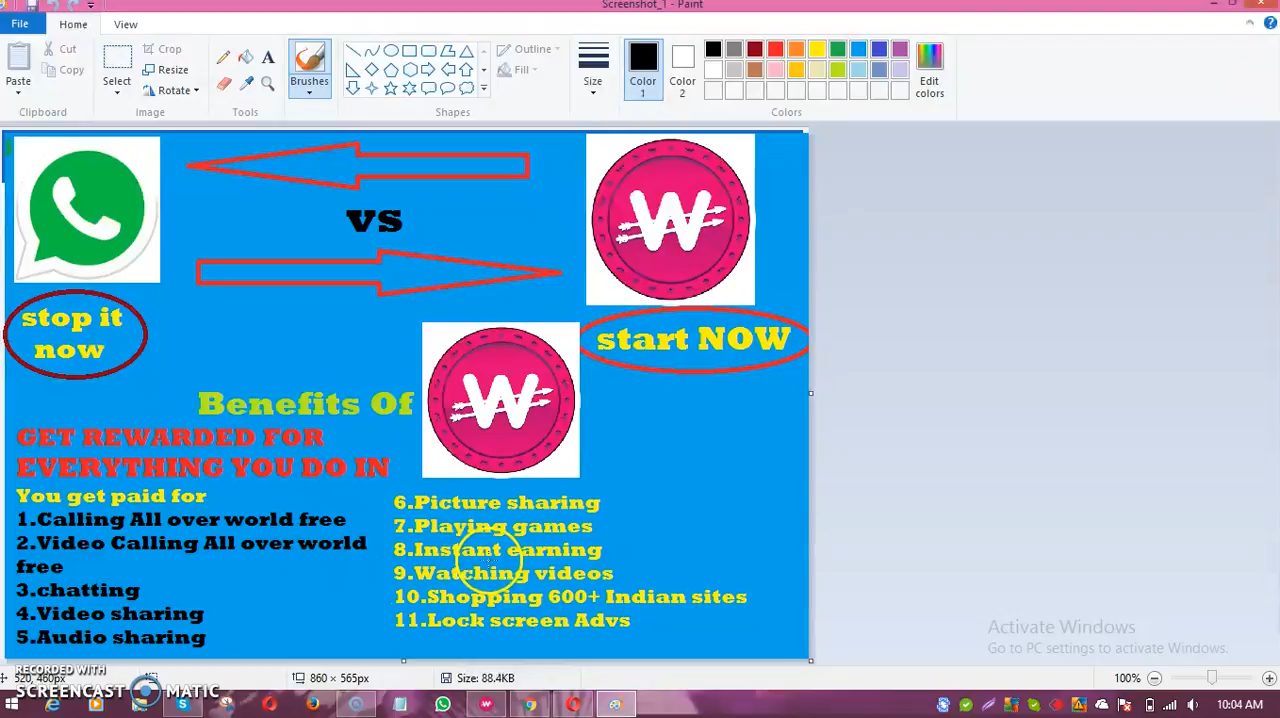 Screenshot_1 - Paint
File
Home
View
Paste
Cut
Copy
Clipboard
Select
Crop
Resize
Rotate
Image
A
Tools
Brushes
Outline
Fill
Shapes
Size
Color
1
Color
2
Edit
colors
Colors
VS
W
stop it
now
start NOW
Benefits Of
W
GET REWARDED FOR
EVERYTHING YOU DO IN
You get paid for
1.Calling All over world free
2.Video Calling All over world
free
3.chatting
4.Video sharing
5.Audio sharing
6.Picture sharing
7.Playing games
8.Instant earning
9.Watching videos
10.Shopping 600+ Indian sites
11.Lock screen Advs
Activate Windows
Go to PC settings to activate Windows.
RECORDED WITH
SCREENCAST MATIC
520, 460px
860 × 565px
Size: 88.4KB
100%
10:04 AM